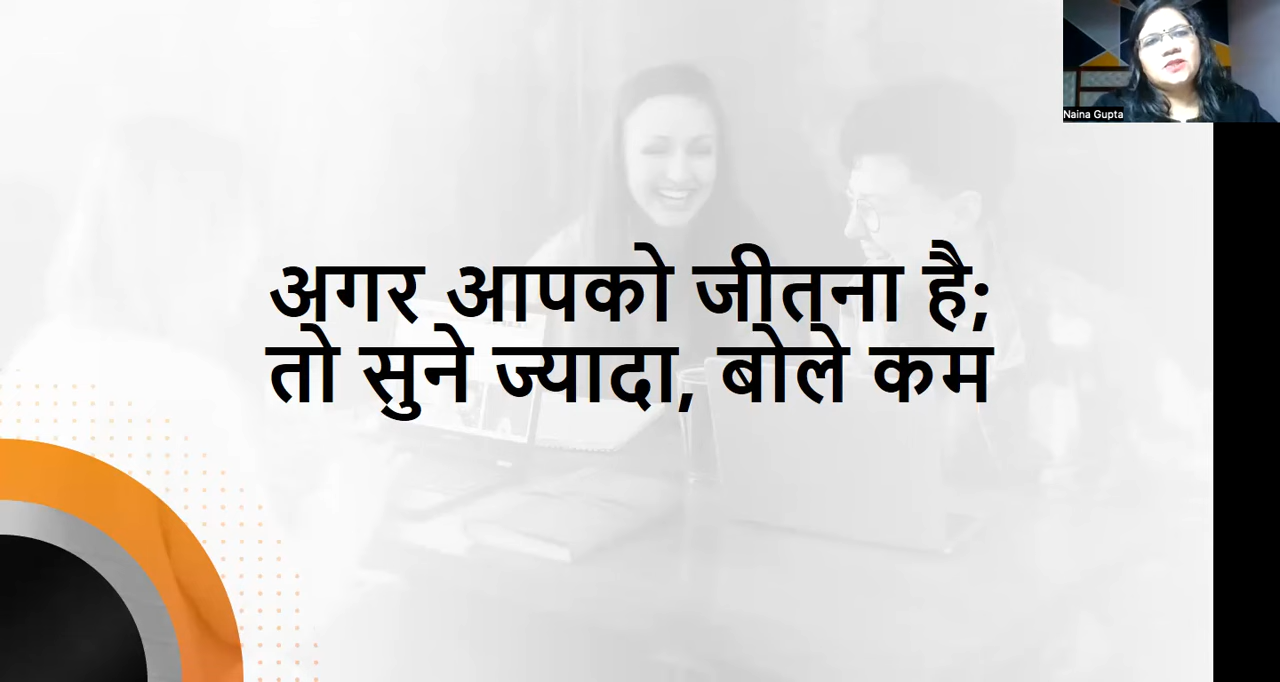 Naina Gupta
अगर आपको जीतना है;
तो सुने ज्यादा, बोले कम